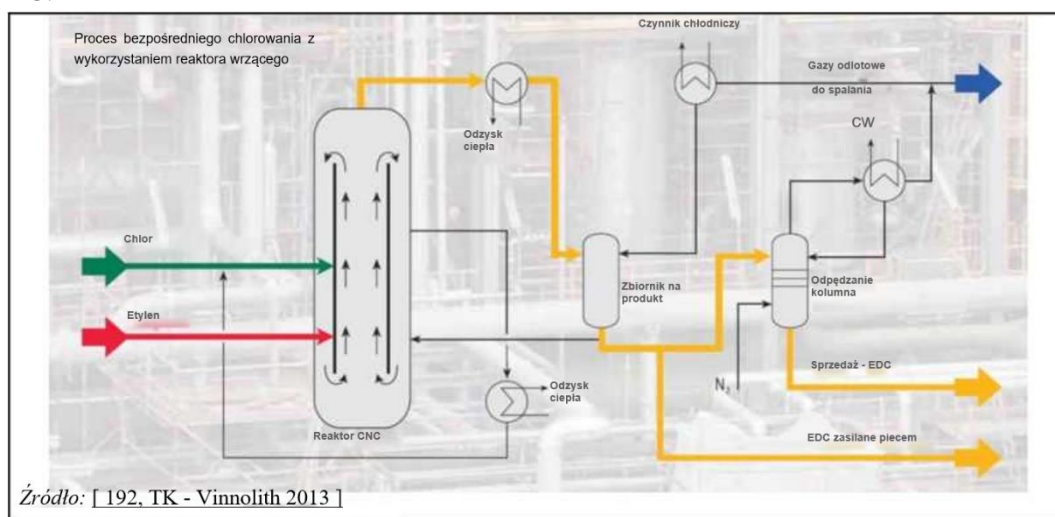 Proces bezpośredniego chlorowania z
wykorzystaniem reaktora wrzącego
Czynnik chłodniczy
Gazy odlotowe
do spalania
Odzysk
ciepła
CW
Chlor
Zbiornik na
produkt
Odpędzanie
kolumna
Etylen
Sprzedaż - EDC
N₂
Odzysk
ciepła
Reaktor CNC
EDC zasilane piecem
Źródło: [ 192, TK - Vinnolith 2013 ]